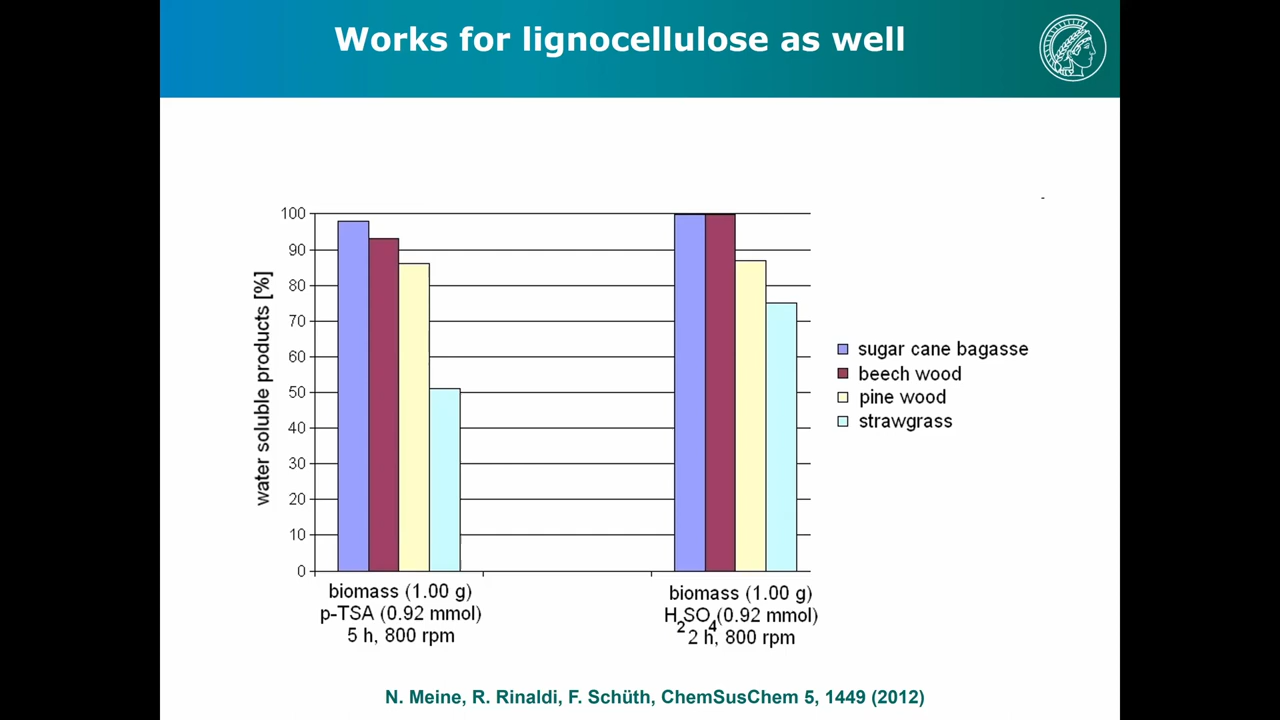 Works for lignocellulose as well
100
90
80
70
60
50
40
30
20
10
0
water soluble products [%]
sugar cane bagasse
beech wood
pine wood
strawgrass
biomass (1.00 g)
p-TSA (0.92 mmol)
5 h, 800 rpm
biomass (1.00 g)
H2SO4(0.92 mmol)
2 h, 800 rpm
N. Meine, R. Rinaldi, F. Schüth, ChemSusChem 5, 1449 (2012)